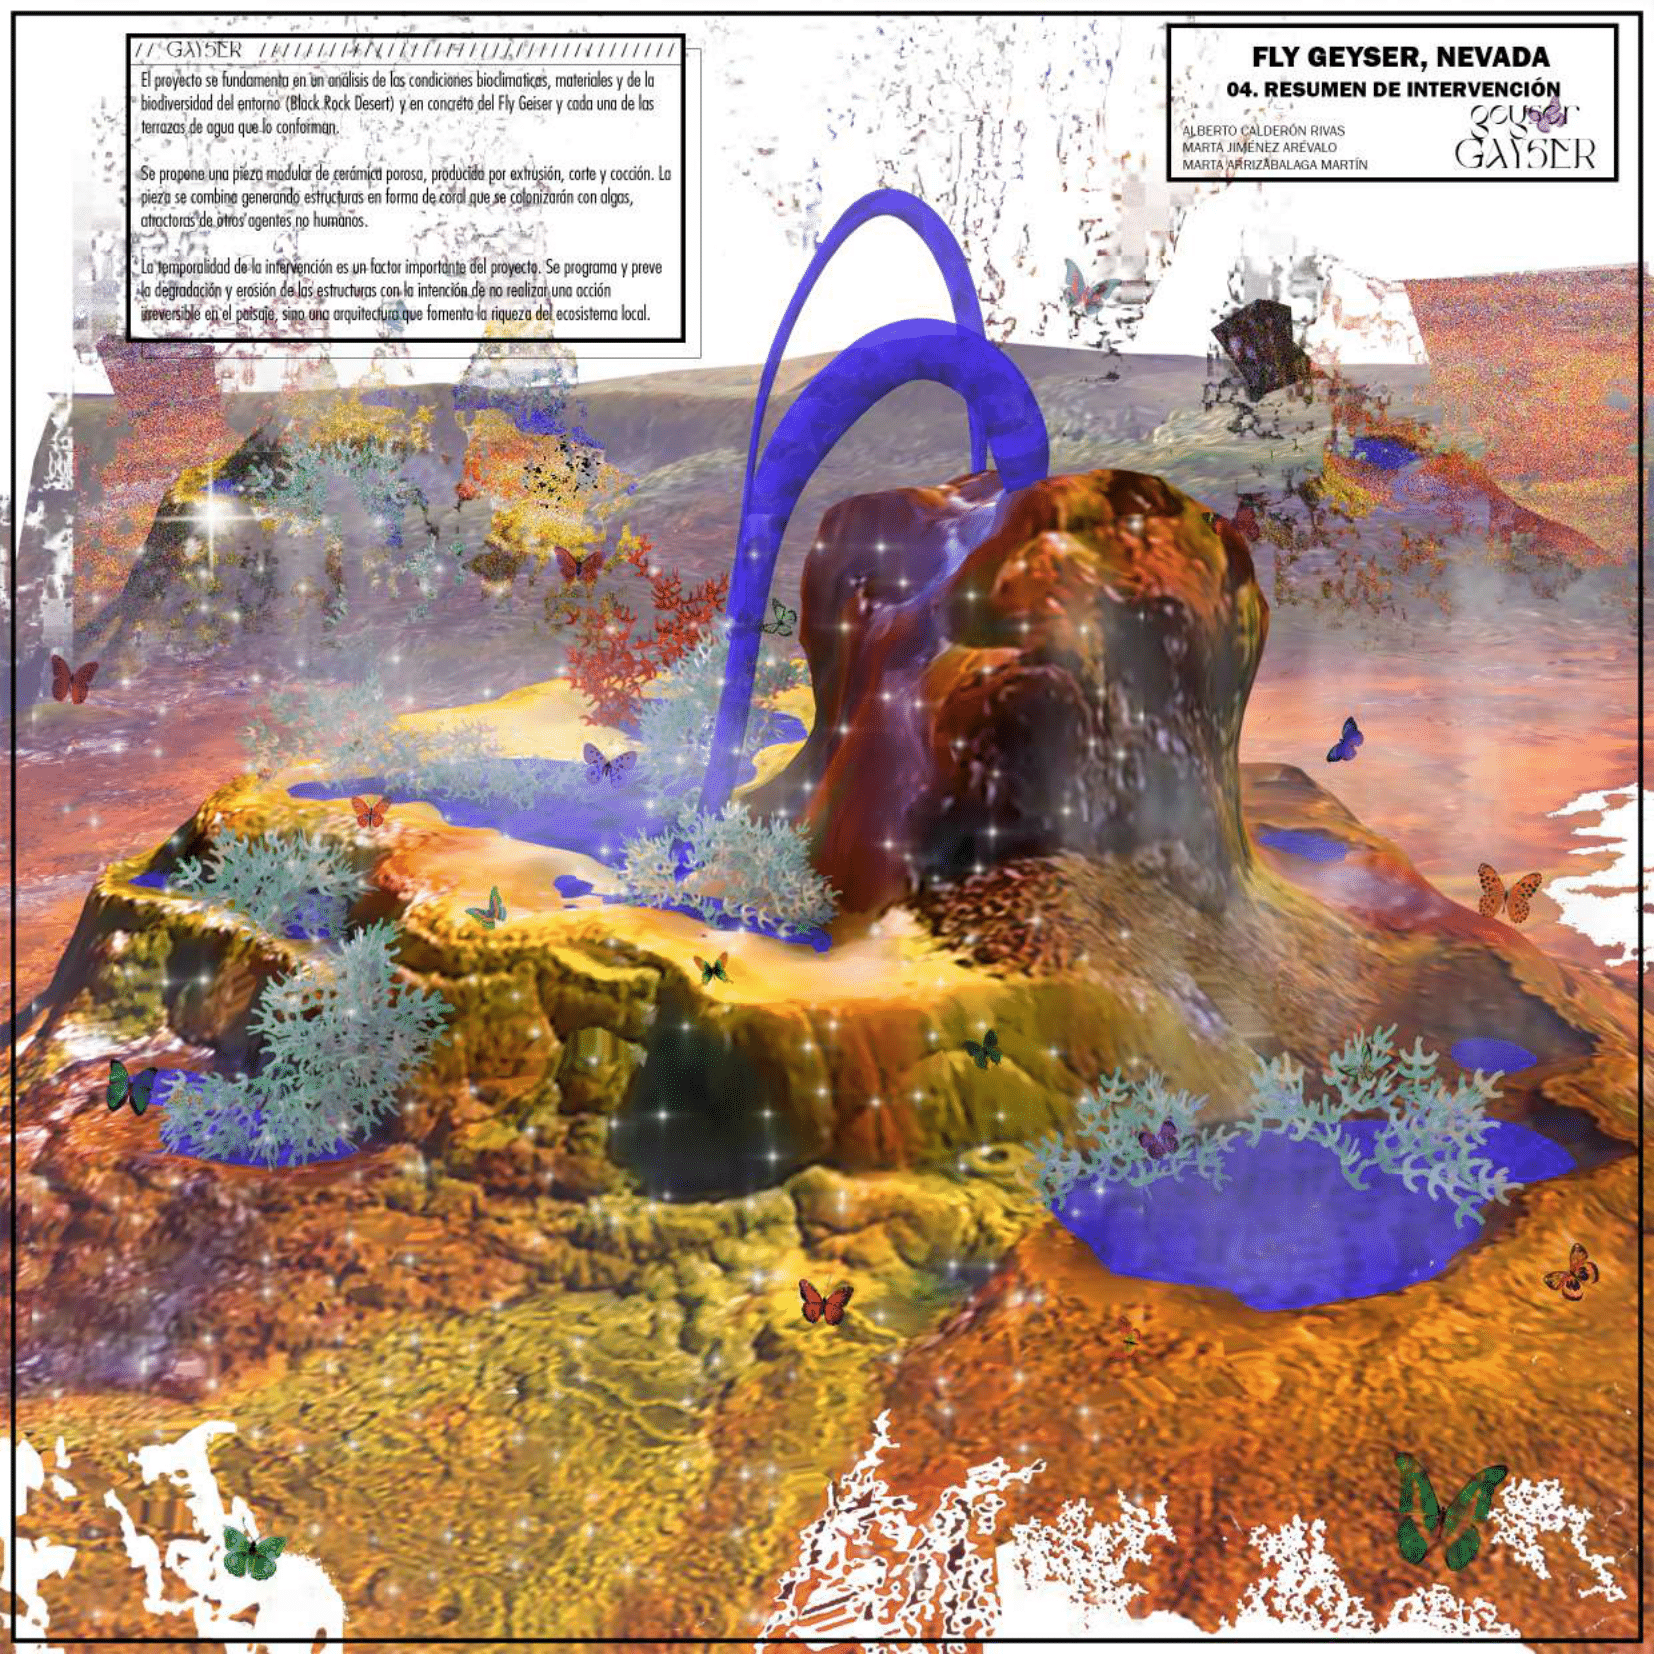 // GAYSER ///////////////////////////////////
El proyecto se fundamenta en un análisis de las condiciones bioclimaticas, materiales y de la
biodiversidad del entorno (Black Rock Desert) y en concreto del Fly Geiser y cada una de las
terrazas de agua que lo conforman.
Se propone una pieza modular de cerámica porosa, producida por extrusión, corte y cocción. La
pieza se combina generando estructuras en forma de coral que se colonizarán con algas,
atractoras de otros agentes no humanos.
La temporalidad de la intervención es un factor importante del proyecto. Se programa y preve
la degradación y erosión de las estructuras con la intención de no realizar una acción
irreversible en el paisaje, sino una arquitectura que fomenta la riqueza del ecosistema local.
FLY GEYSER, NEVADA
04. RESUMEN DE INTERVENCIÓN
ALBERTO CALDERÓN RIVAS
MARTA JIMÉNEZ ARÉVALO
MARTA ARRIZABALAGA MARTÍN
geyser
GAYSER